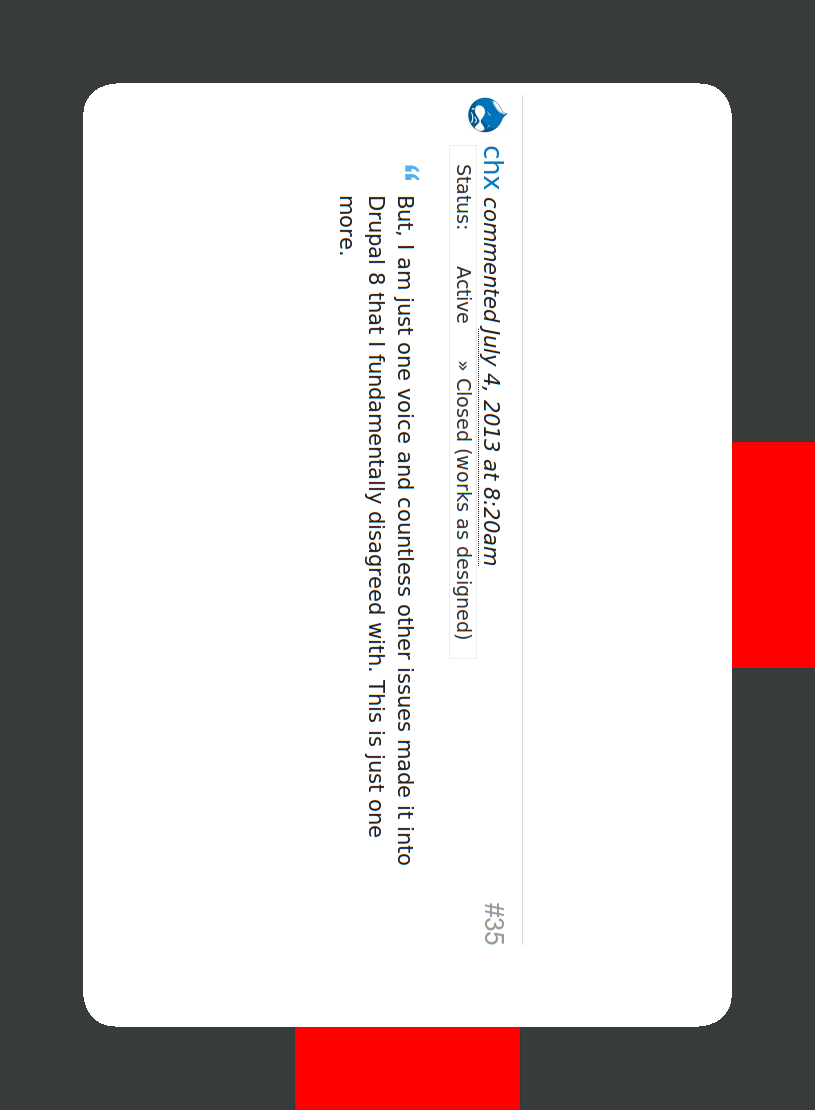 chx commented July 4, 2013 at 8:20am
#35
Status: Active » Closed (works as designed)
“ But, I am just one voice and countless other issues made it into
Drupal 8 that I fundamentally disagreed with. This is just one
more.